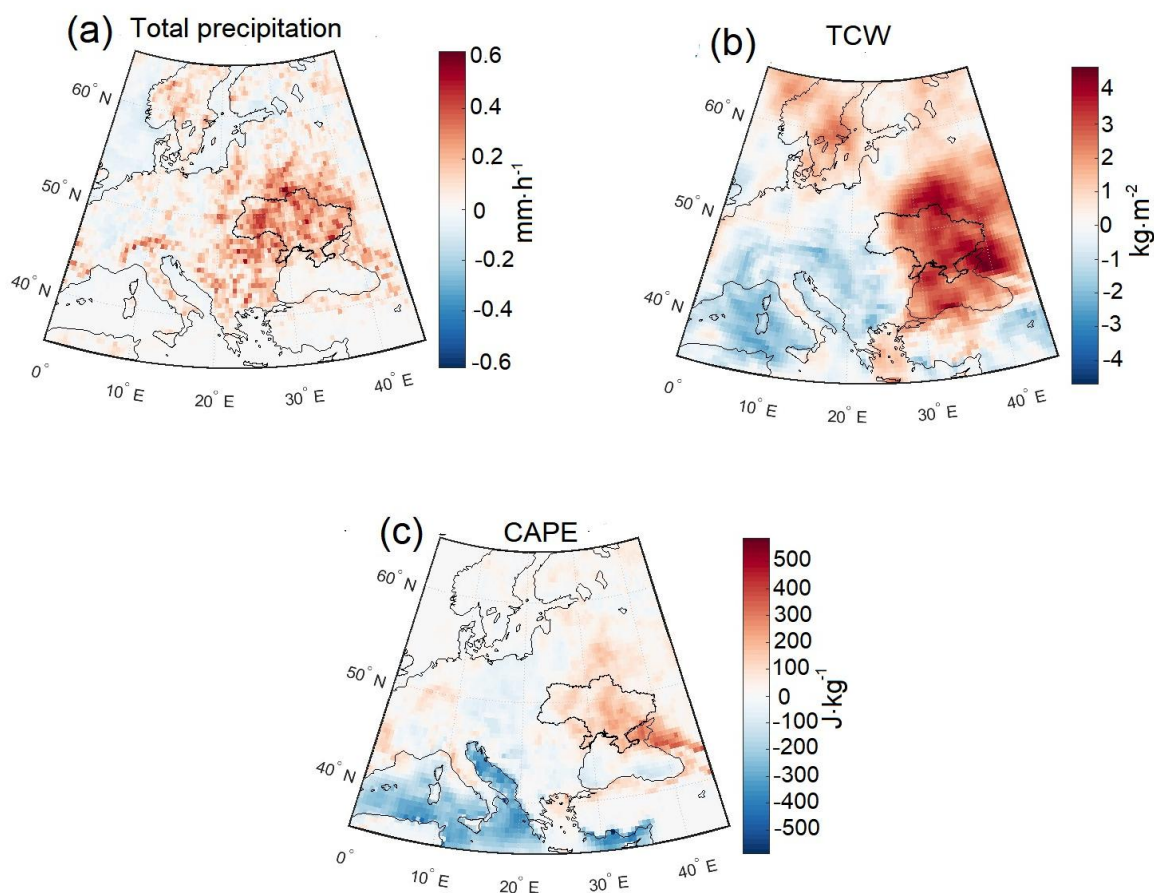 (a) Total precipitation
60° N
50° N
40° N
0°
10° E
20° E
30° E
40° E
0.6
0.4
0.2
0
-0.2
-0.4
-0.6
mm·h⁻¹
(b) TCW
60° N
50° N
40° N
0°
10° E
20° E
30° E
40° E
4
3
2
1
0
-1
-2
-3
-4
kg·m⁻²
(c) CAPE
60° N
50° N
40° N
0°
10° E
20° E
30° E
40° E
500
400
300
200
100
0
-100
-200
-300
-400
-500
J·kg⁻¹